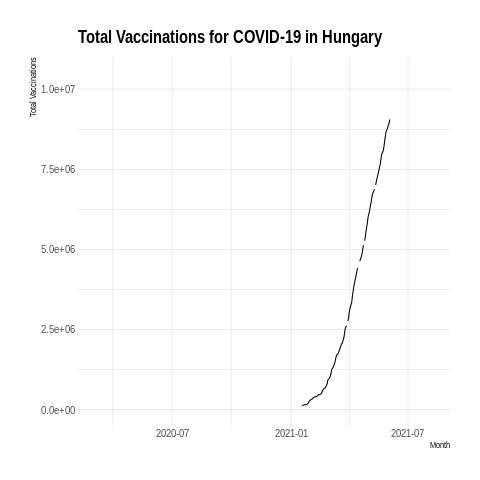 Total Vaccinations for COVID-19 in Hungary
Total Vaccinations
1.0e+07
7.5e+06
5.0e+06
2.5e+06
0.0e+00
2020-07
2021-01
2021-07
Month